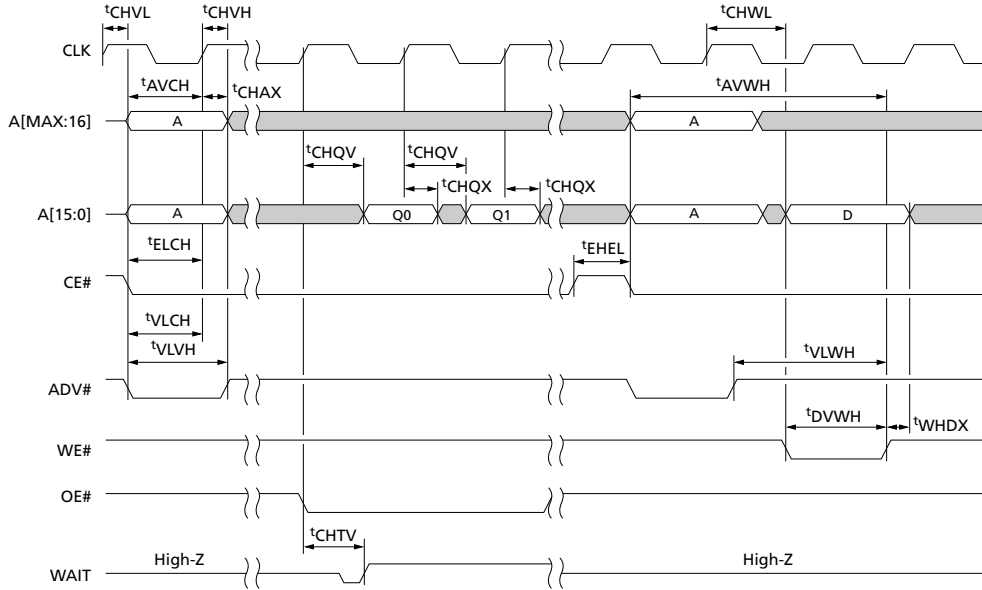 tCHVL tCHVH tCHWL
CLK
tAVCH tCHAX tAVWH
A[MAX:16] A A
tCHQV tCHQV
tCHQX tCHQX
A[15:0] A Q0 Q1 A D
tELCH tEHEL
CE#
tVLCH
tVLVH tVLWH
ADV#
tDVWH tWHDX
WE#
OE#
tCHTV
High-Z High-Z
WAIT